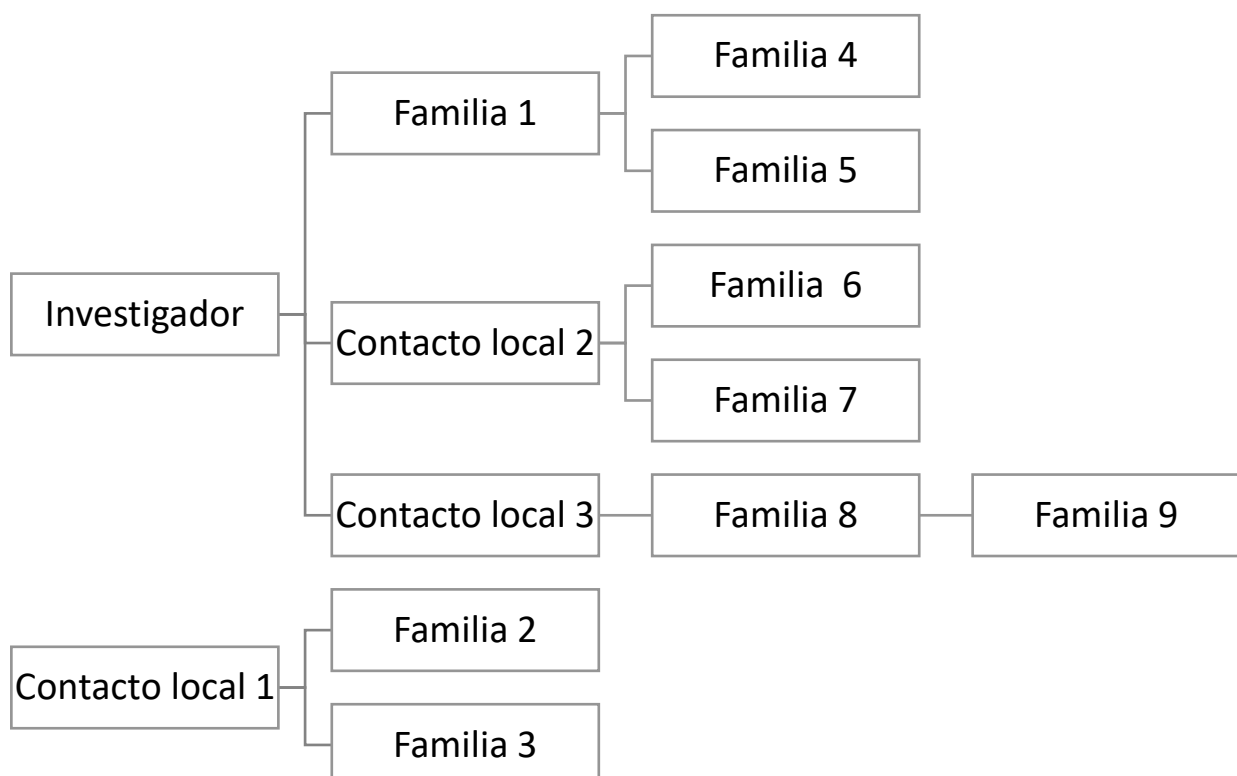 Familia 4
Familia 1
Familia 5
Familia  6
Investigador
Contacto local 2
Familia 7
Contacto local 3
Familia 8
Familia 9
Familia 2
Contacto local 1
Familia 3